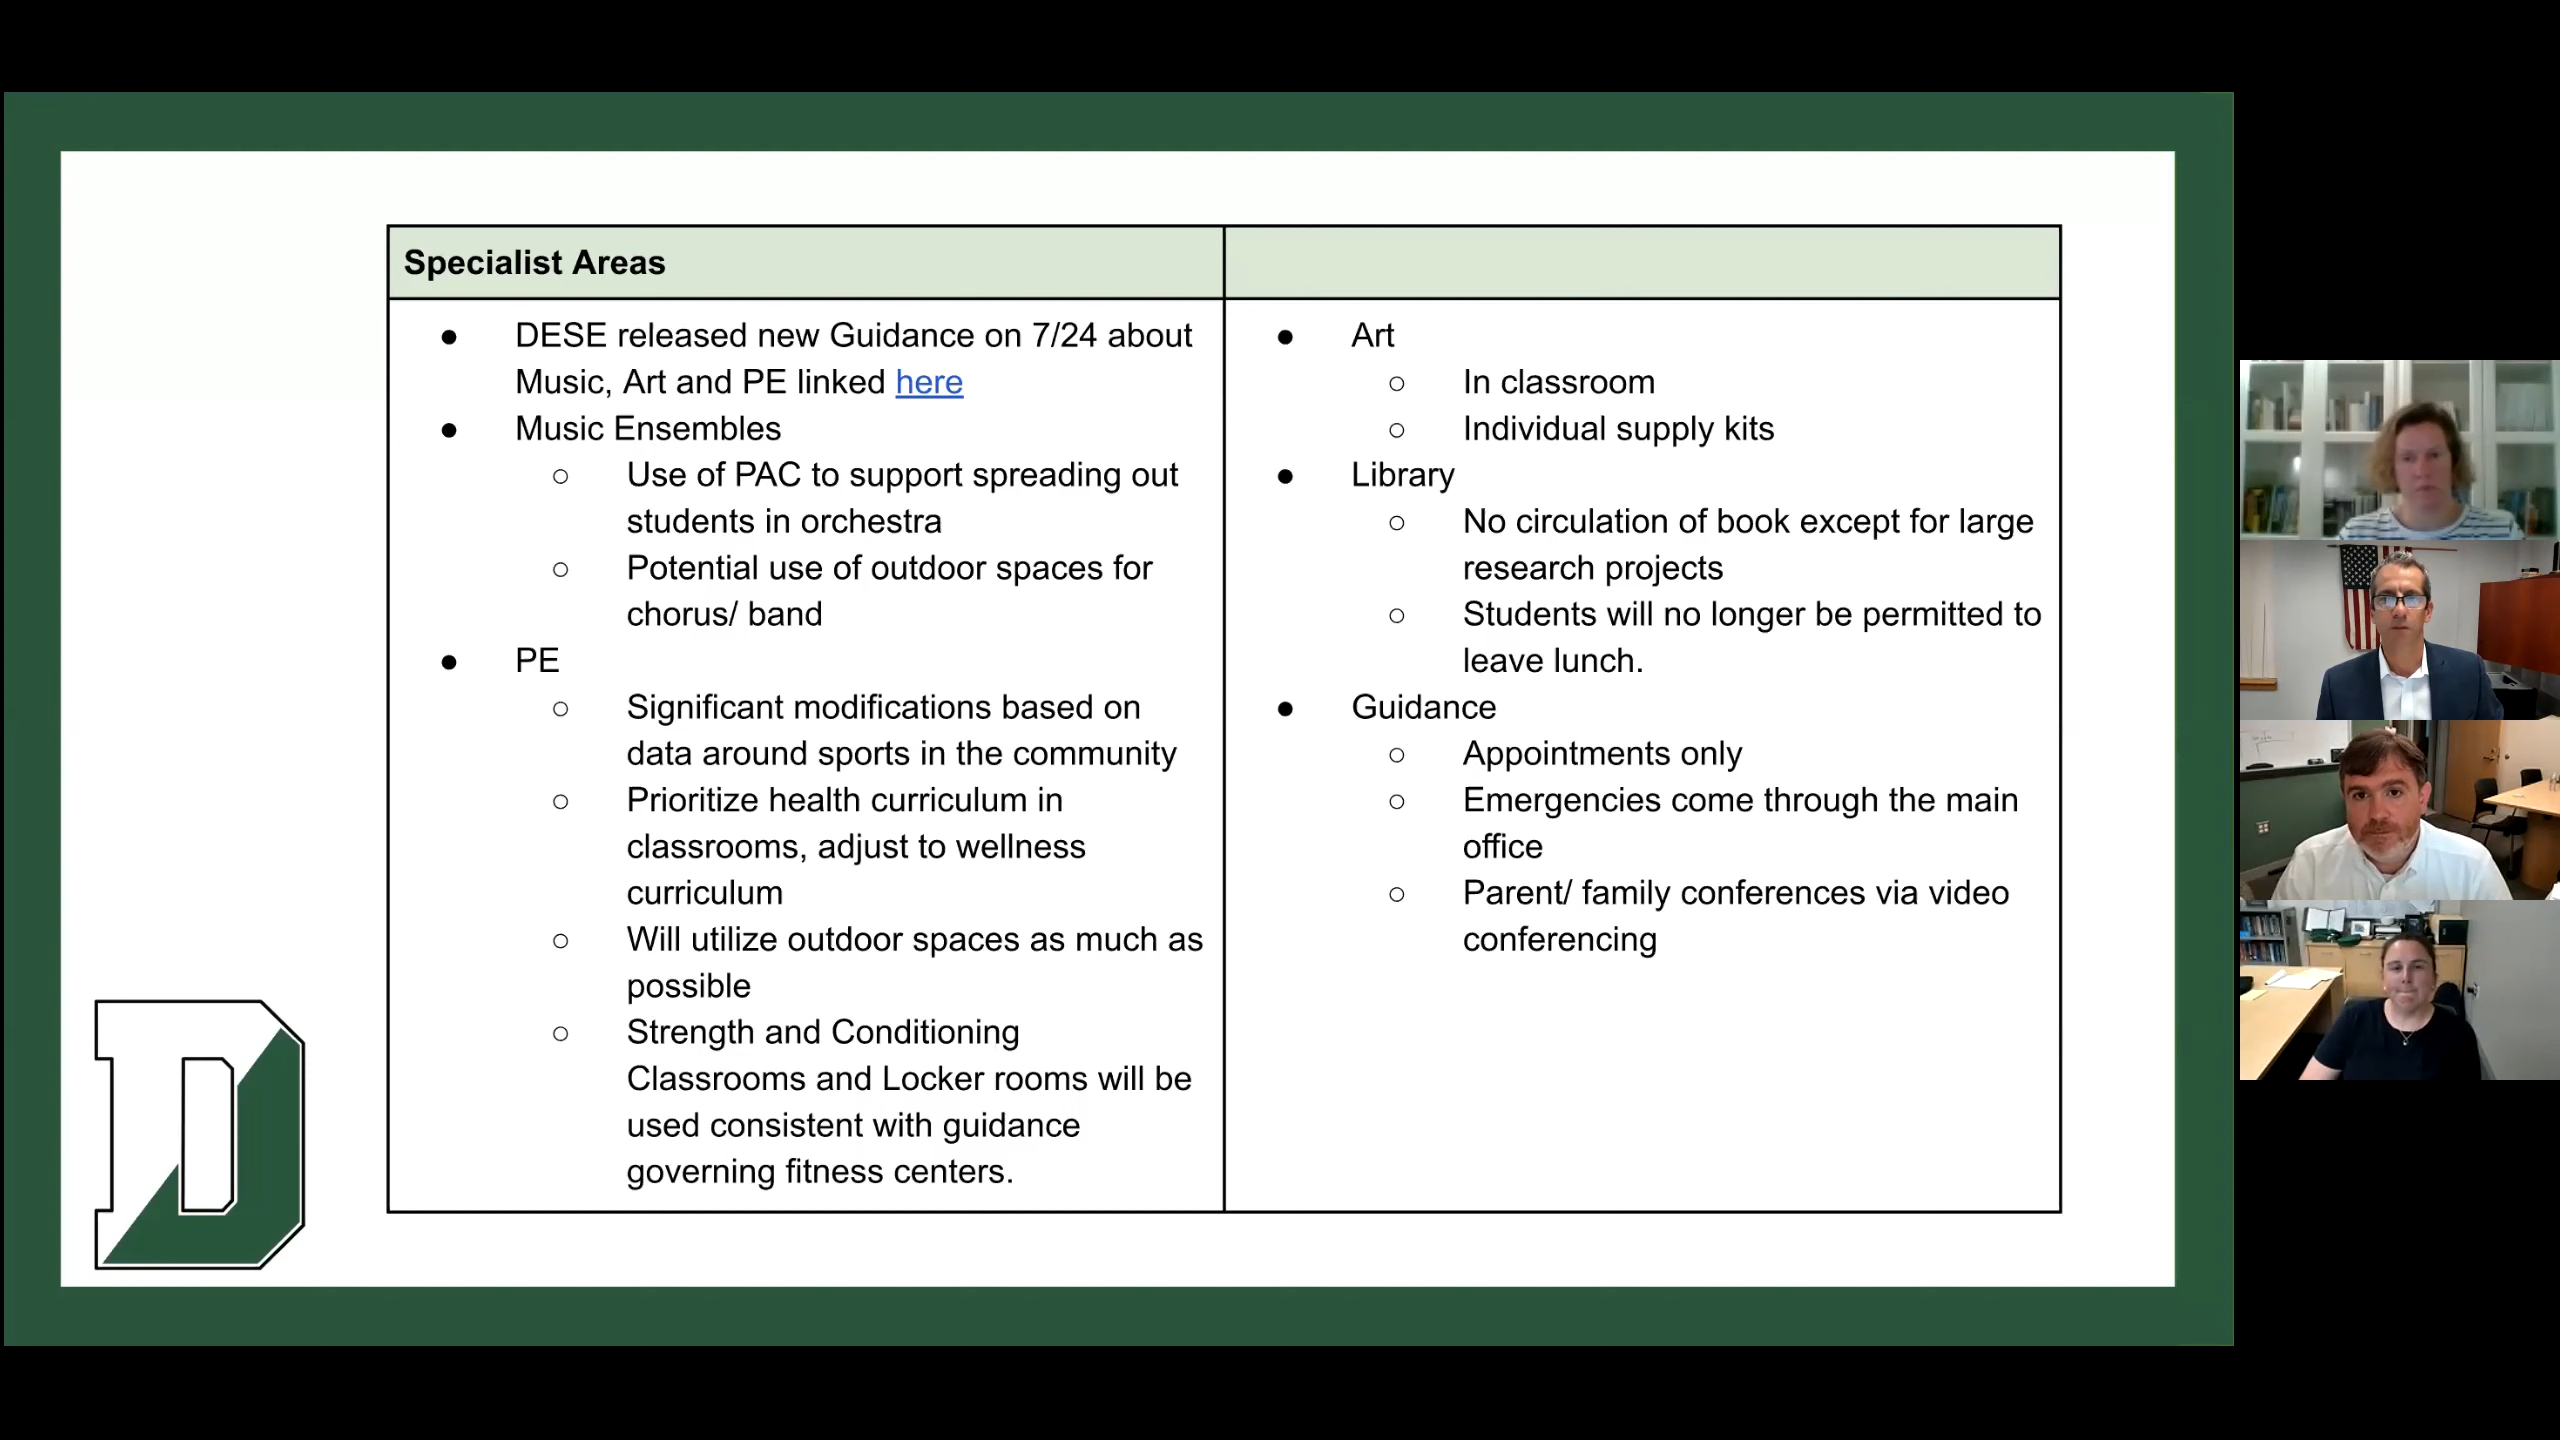 Specialist Areas
● DESE released new Guidance on 7/24 about
Music, Art and PE linked here
● Music Ensembles
○ Use of PAC to support spreading out
students in orchestra
○ Potential use of outdoor spaces for
chorus/ band
● PE
○ Significant modifications based on
data around sports in the community
○ Prioritize health curriculum in
classrooms, adjust to wellness
curriculum
○ Will utilize outdoor spaces as much as
possible
○ Strength and Conditioning
Classrooms and Locker rooms will be
used consistent with guidance
governing fitness centers.
● Art
○ In classroom
○ Individual supply kits
● Library
○ No circulation of book except for large
research projects
○ Students will no longer be permitted to
leave lunch.
● Guidance
○ Appointments only
○ Emergencies come through the main
office
○ Parent/ family conferences via video
conferencing
D